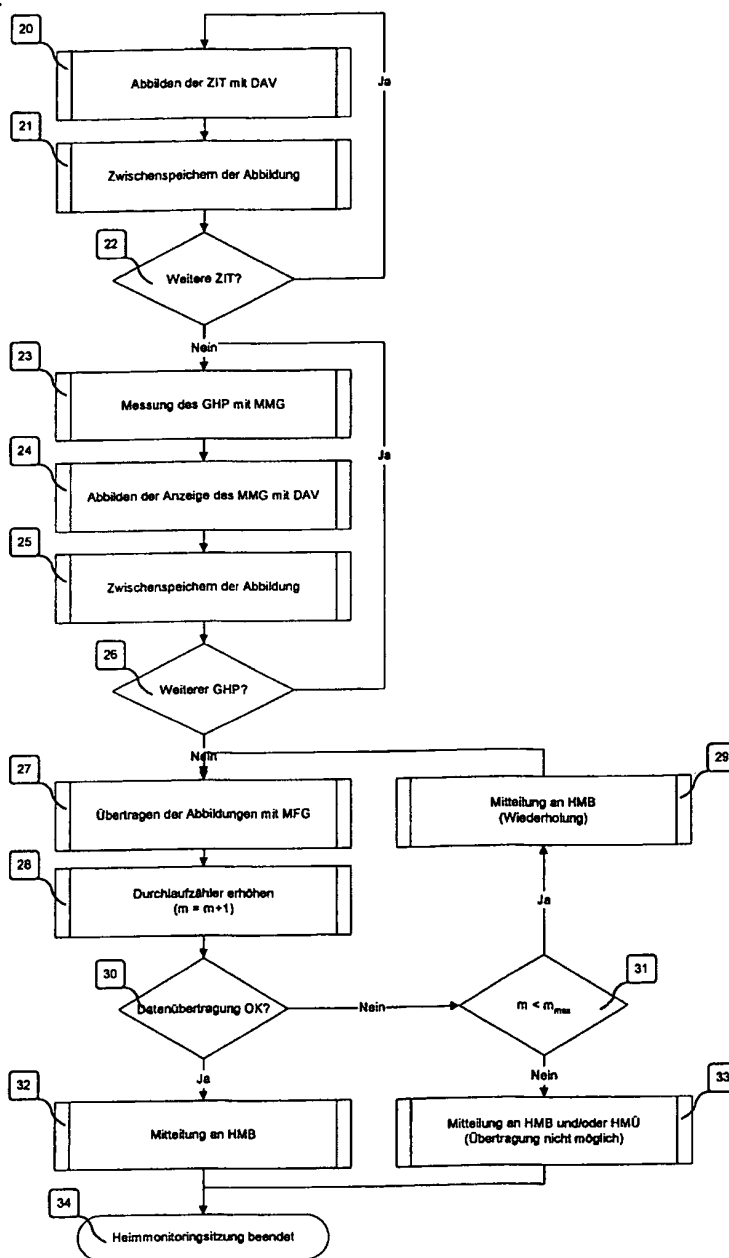 20
Abbilden der ZIT mit DAV
Ja
21
Zwischenspeichern der Abbildung
22
Weitere ZIT?
Nein
23
Messung des GHP mit MMG
24
Ja
Abbilden der Anzeige des MMG mit DAV
25
Zwischenspeichern der Abbildung
26
Weiterer GHP?
Nein
27
29
Übertragen der Abbildungen mit MFG
Mitteilung an HMB
(Wiederholung)
28
Durchlaufzähler erhöhen
(m = m+1)
Ja
30
31
Datenübertragung OK?
Nein
m < mmax
Ja
Nein
32
33
Mitteilung an HMB
Mitteilung an HMB und/oder HMÜ
(Übertragung nicht möglich)
34
Heimmonitoringsitzung beendet